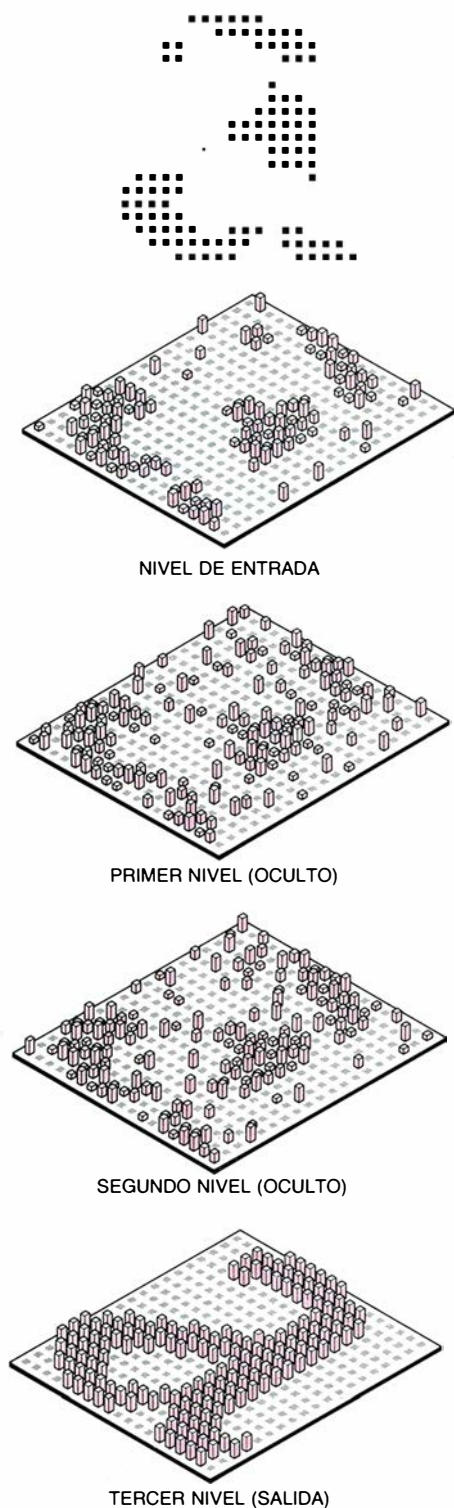 NIVEL DE ENTRADA
PRIMER NIVEL (OCULTO)
SEGUNDO NIVEL (OCULTO)
TERCER NIVEL (SALIDA)